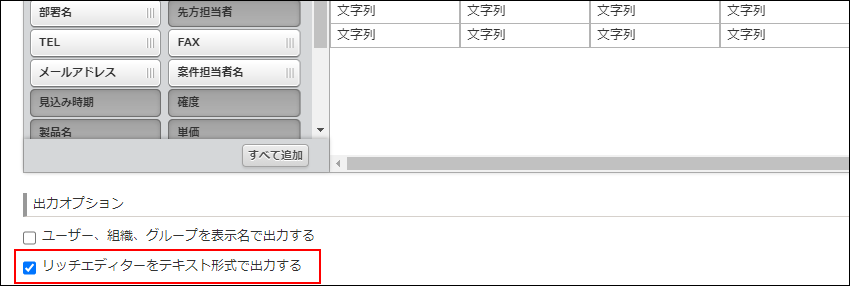 部署名 先方担当者 文字列 文字列 文字列 文字列
TEL FAX 文字列 文字列 文字列 文字列
メールアドレス 案件担当者名
見込み時期 確度
製品名 単価
すべて追加
出力オプション
ユーザー、組織、グループを表示名で出力する
リッチエディターをテキスト形式で出力する